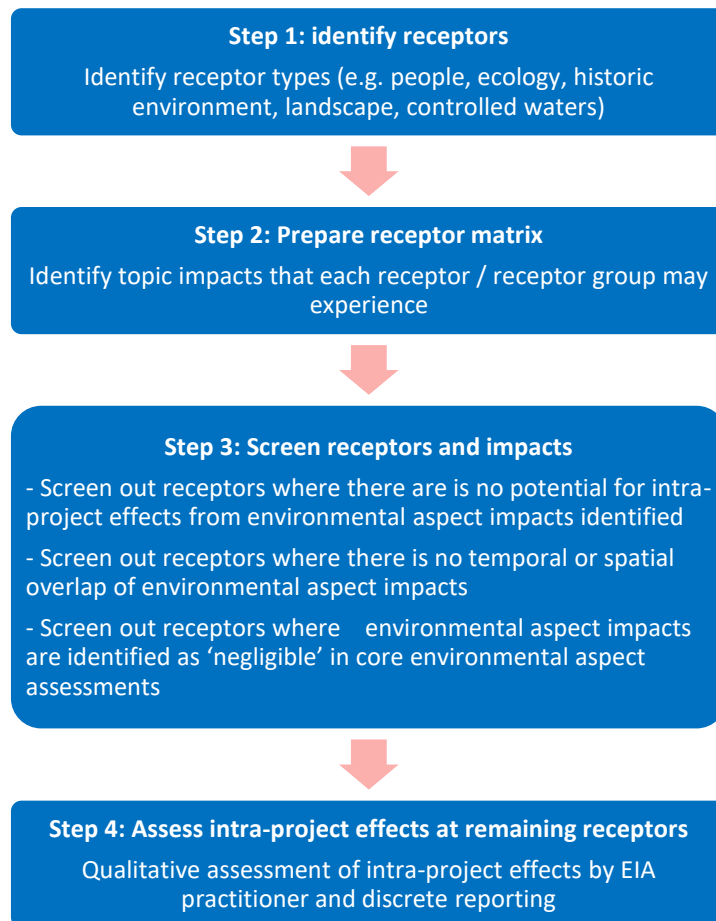 Step 1: identify receptors
Identify receptor types (e.g. people, ecology, historic
environment, landscape, controlled waters)
Step 2: Prepare receptor matrix
Identify topic impacts that each receptor / receptor group may
experience
Step 3: Screen receptors and impacts
- Screen out receptors where there are is no potential for intra-
project effects from environmental aspect impacts identified
- Screen out receptors where there is no temporal or spatial
overlap of environmental aspect impacts
- Screen out receptors where environmental aspect impacts
are identified as ‘negligible’ in core environmental aspect
assessments
Step 4: Assess intra-project effects at remaining receptors
Qualitative assessment of intra-project effects by EIA
practitioner and discrete reporting